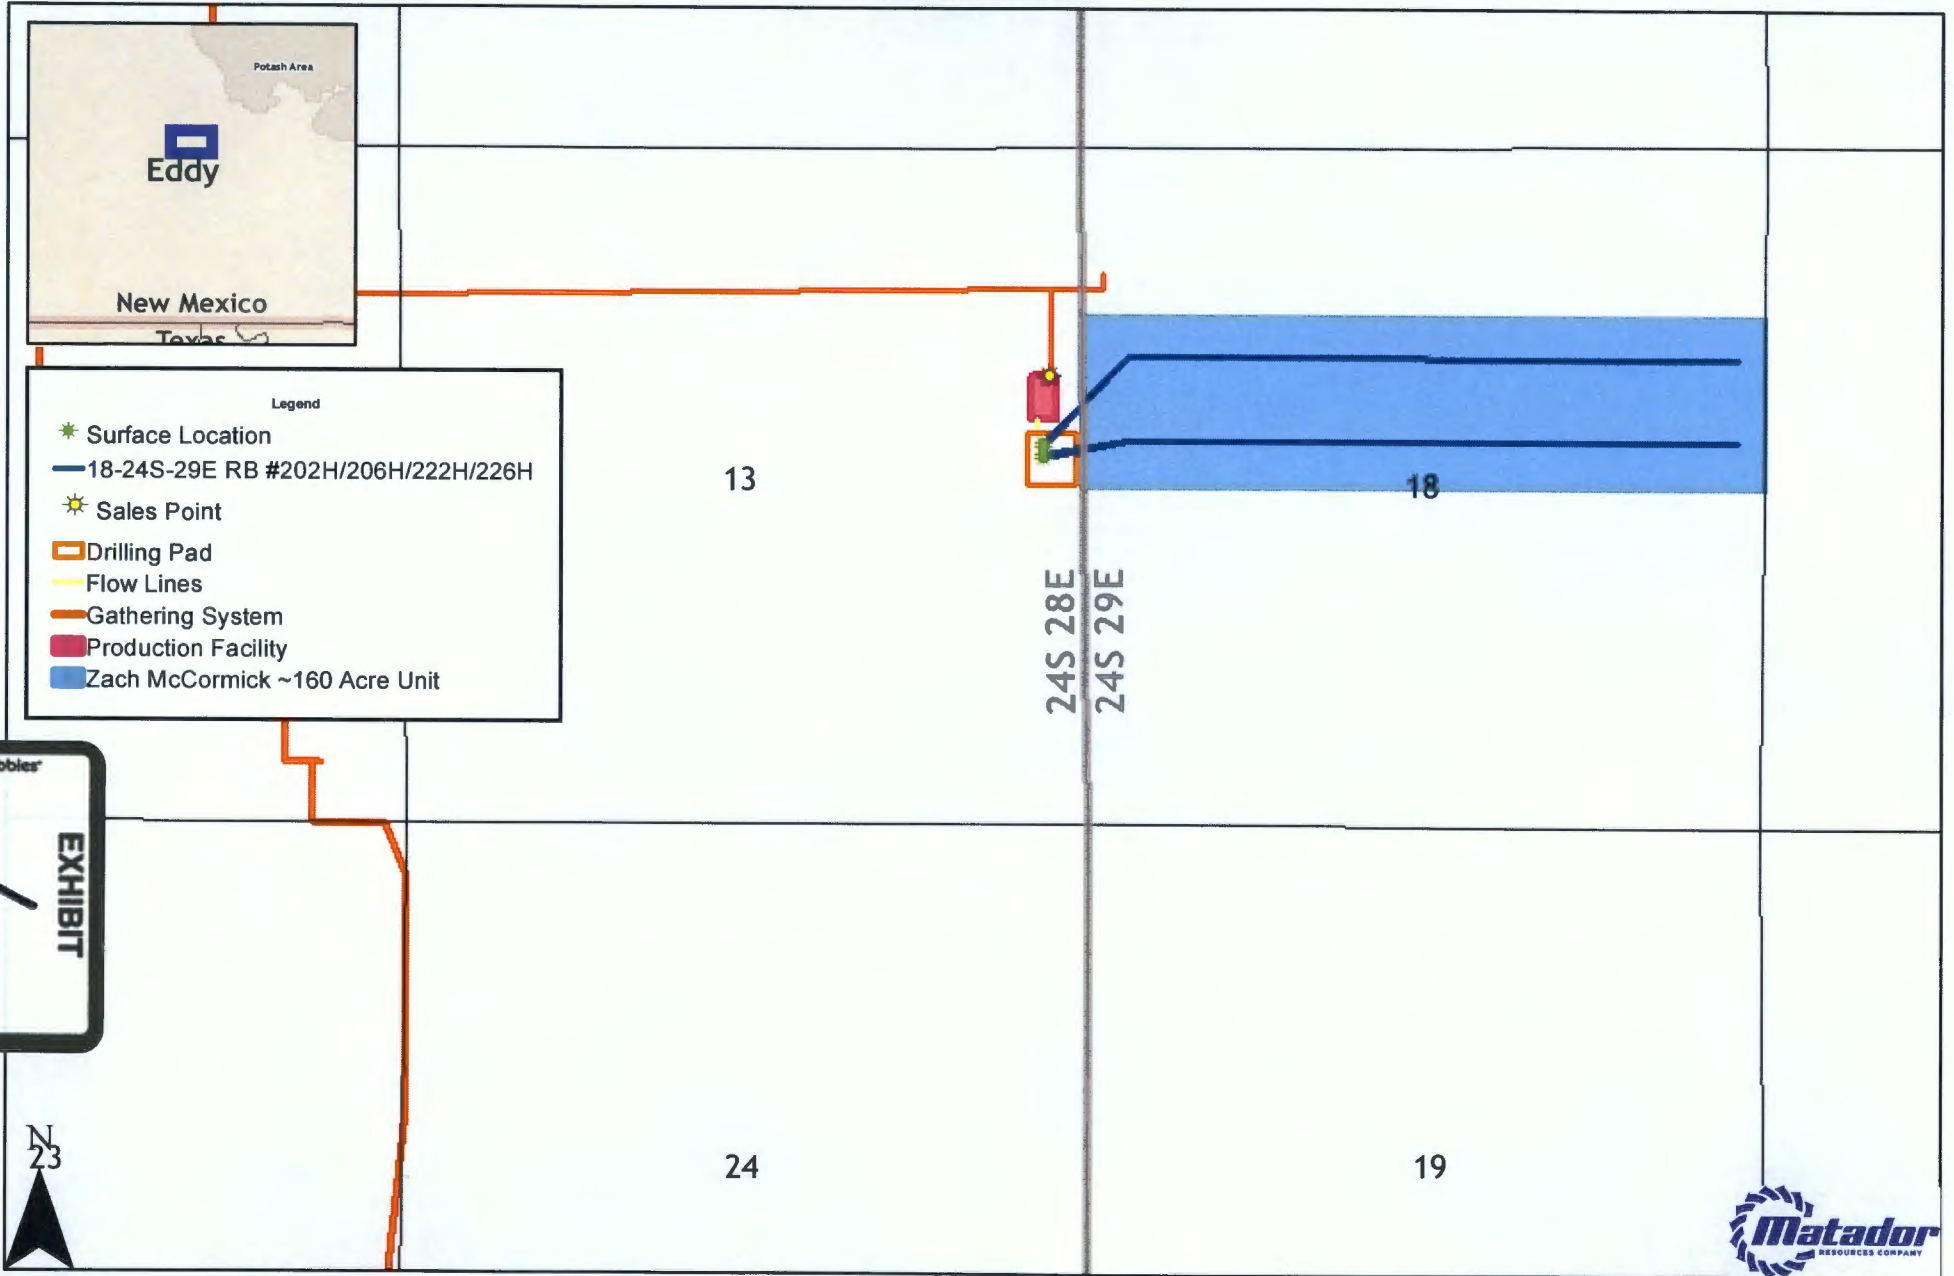 Potash Area
Eddy
New Mexico
Texas
Legend
Surface Location
18-24S-29E RB #202H/206H/222H/226H
Sales Point
Drilling Pad
Flow Lines
Gathering System
Production Facility
Zach McCormick ~160 Acre Unit
13
18
24S 28E
24S 29E
EXHIBIT
N
23
24
19
Matador
RESOURCES COMPANY